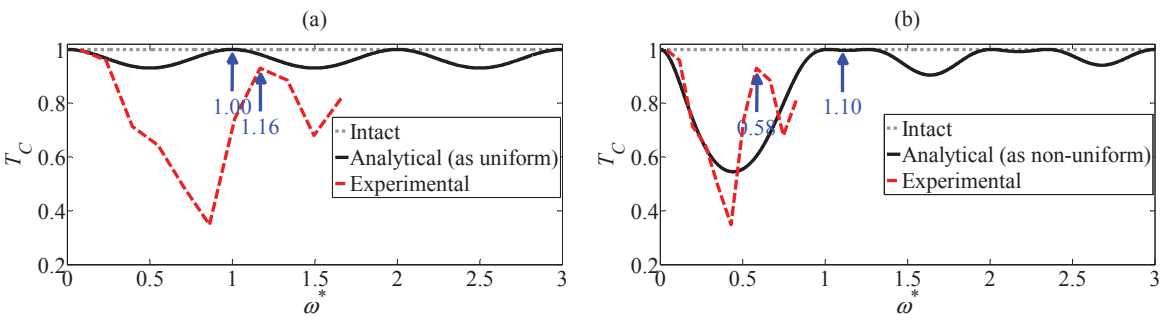 (a)
1
0.8
0.6
0.4
0.2
T_C
0
0.5
1
1.5
2
2.5
3
ω*
1.00
1.16
Intact
Analytical (as uniform)
Experimental
(b)
1
0.8
0.6
0.4
0.2
T_C
0
0.5
1
1.5
2
2.5
3
ω*
0.58
1.10
Intact
Analytical (as non-uniform)
Experimental